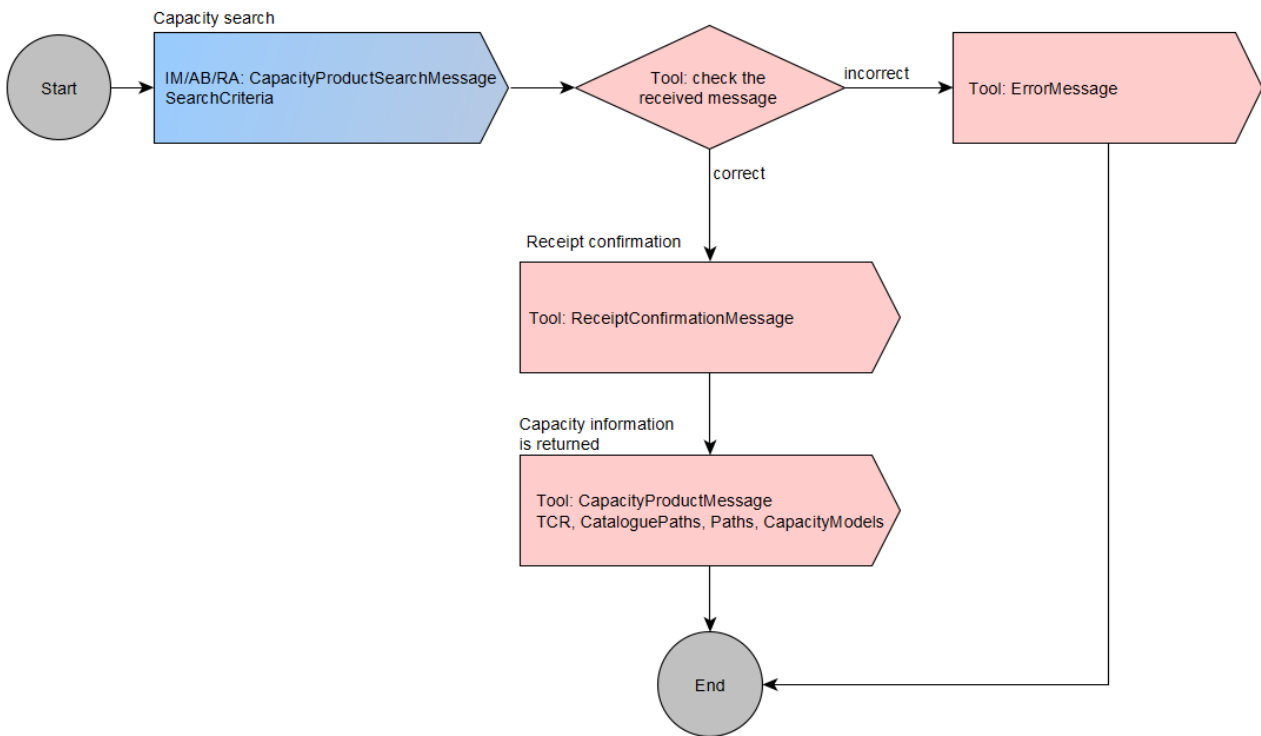 Capacity search
Start
IM/AB/RA: CapacityProductSearchMessage
SearchCriteria
Tool: check the
received message
incorrect
Tool: ErrorMessage
correct
Receipt confirmation
Tool: ReceiptConfirmationMessage
Capacity information
is returned
Tool: CapacityProductMessage
TCR, CataloguePaths, Paths, CapacityModels
End